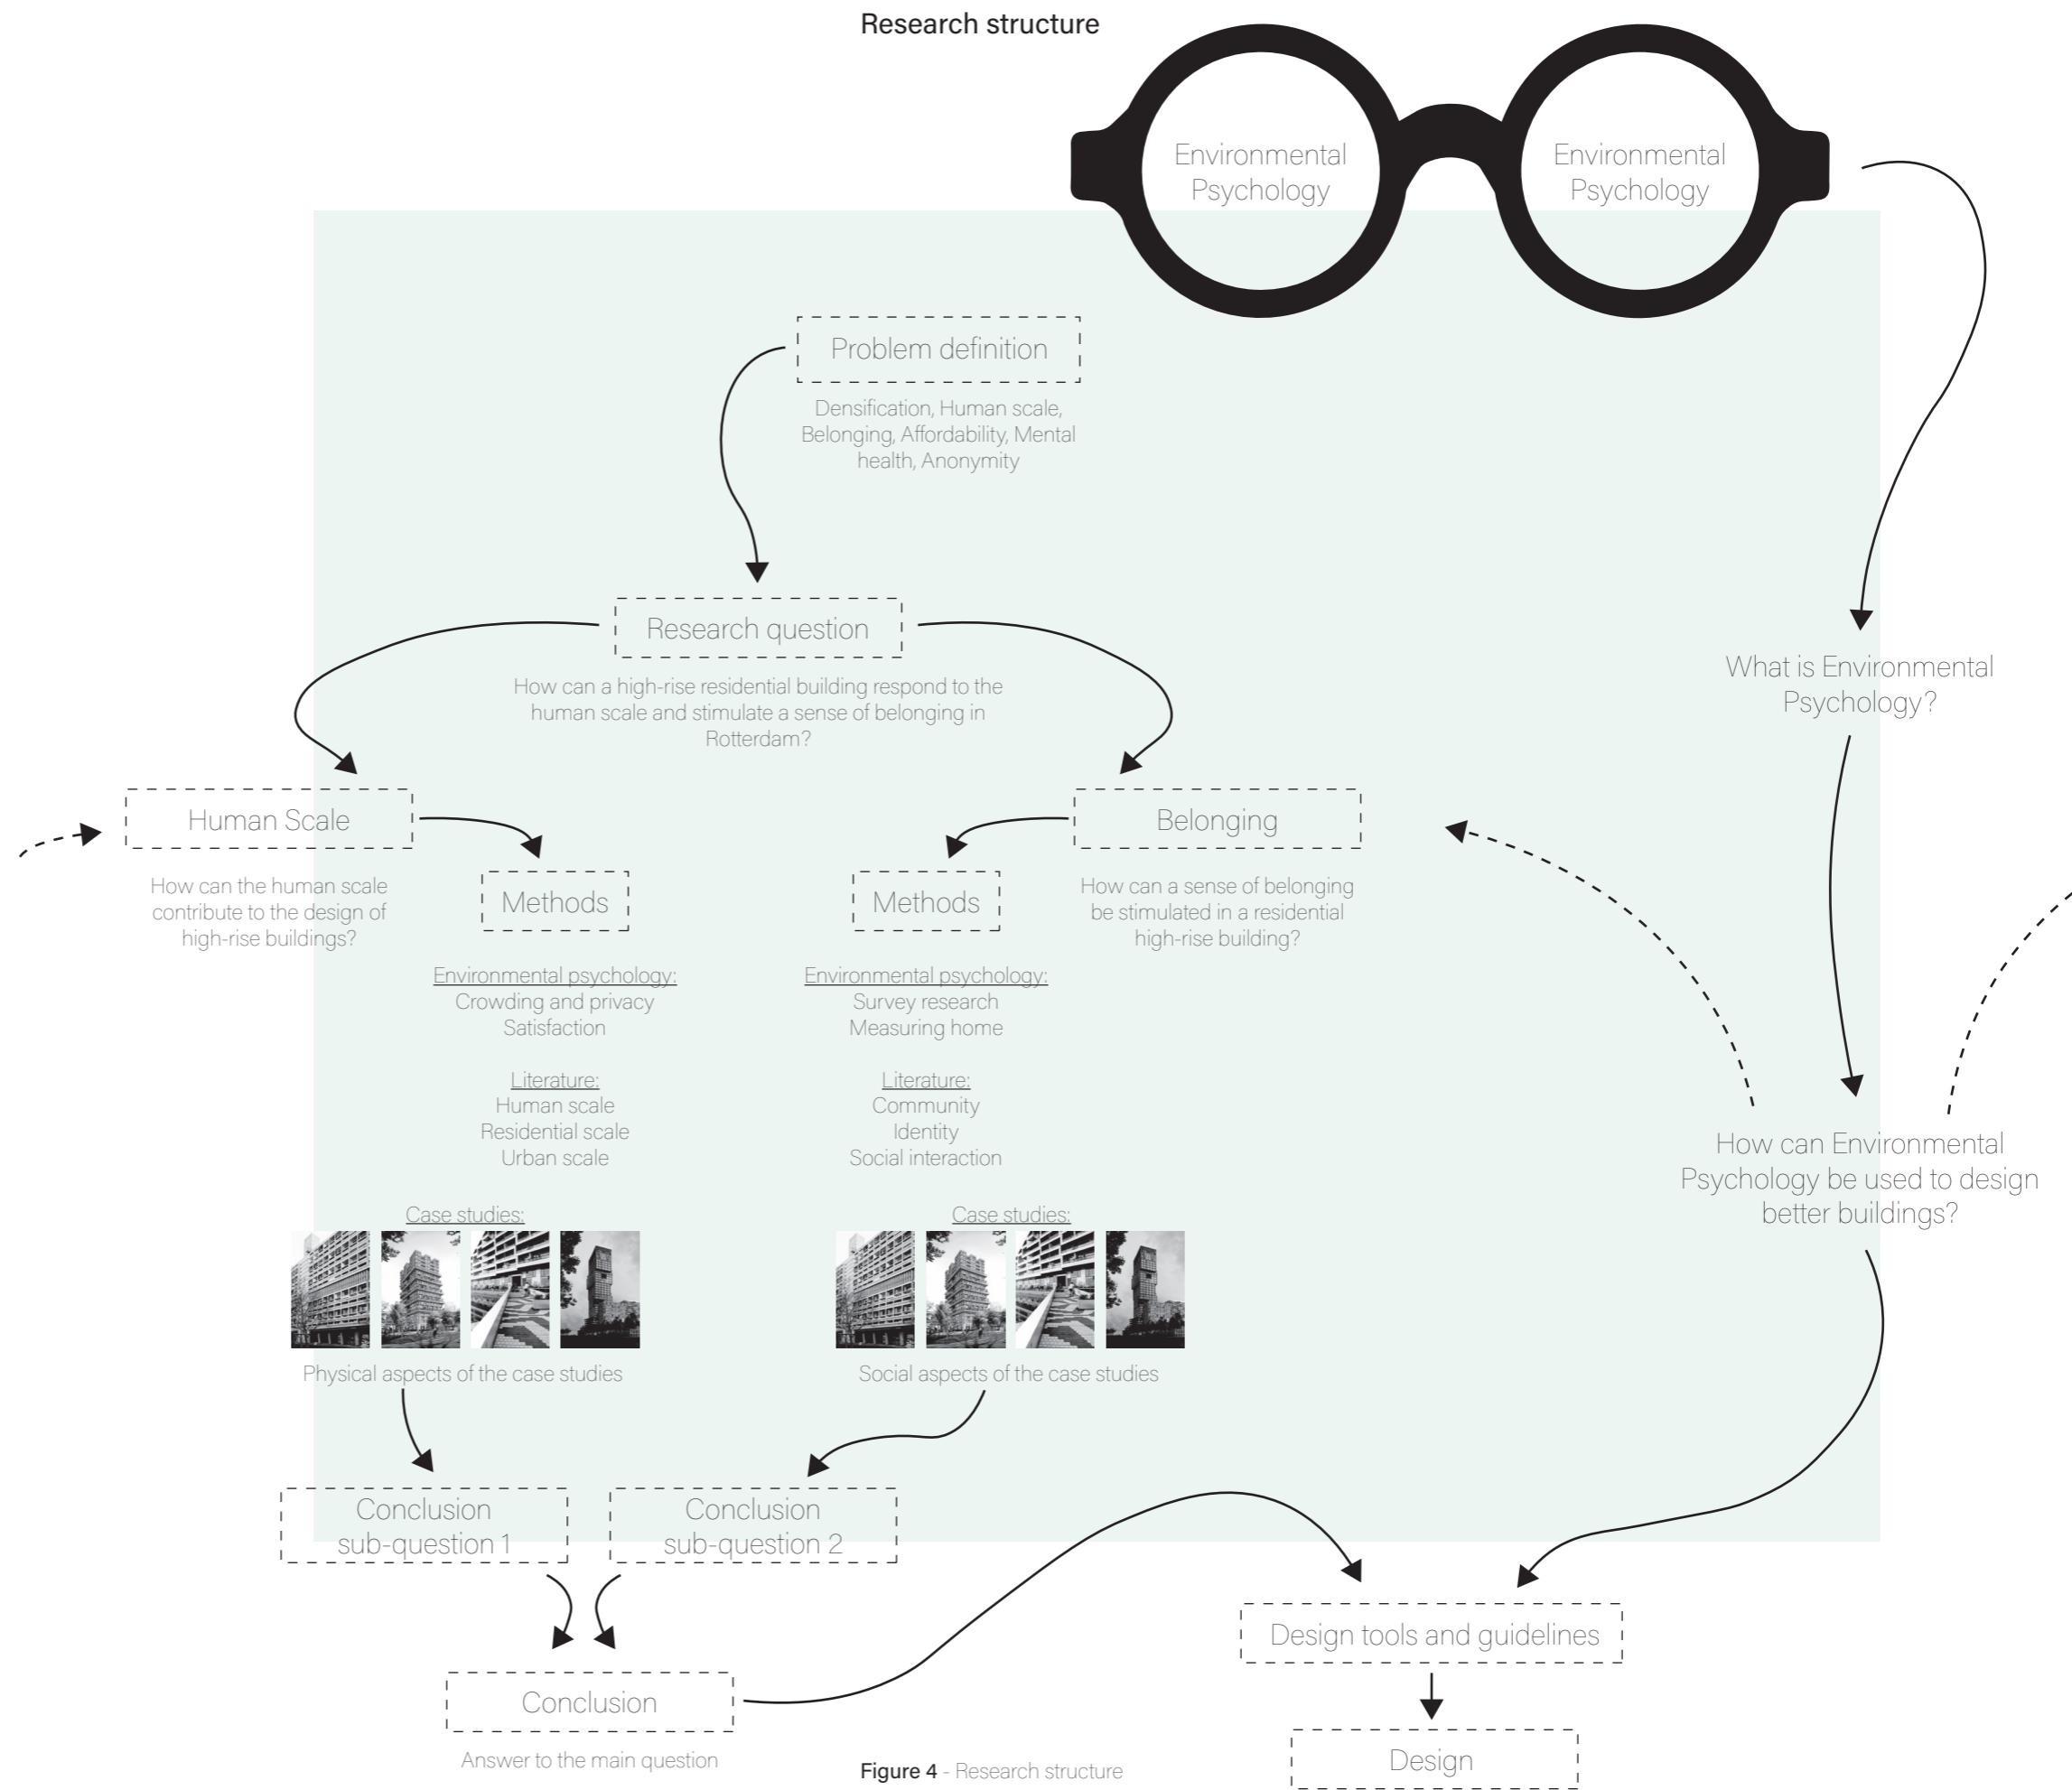 Research structure
Environmental
Psychology
Environmental
Psychology
Problem definition
Densification, Human scale,
Belonging, Affordability, Mental
health, Anonymity
Research question
How can a high-rise residential building respond to the
human scale and stimulate a sense of belonging in
Rotterdam?
What is Environmental
Psychology?
Human Scale
How can the human scale
contribute to the design of
high-rise buildings?
Methods
Environmental psychology:
Crowding and privacy
Satisfaction
Literature:
Human scale
Residential scale
Urban scale
Case studies:
Physical aspects of the case studies
Belonging
How can a sense of belonging
be stimulated in a residential
high-rise building?
Methods
Environmental psychology:
Survey research
Measuring home
Literature:
Community
Identity
Social interaction
Case studies:
Social aspects of the case studies
How can Environmental
Psychology be used to design
better buildings?
Conclusion
sub-question 1
Conclusion
sub-question 2
Conclusion
Answer to the main question
Design tools and guidelines
Design
Figure 4 - Research structure